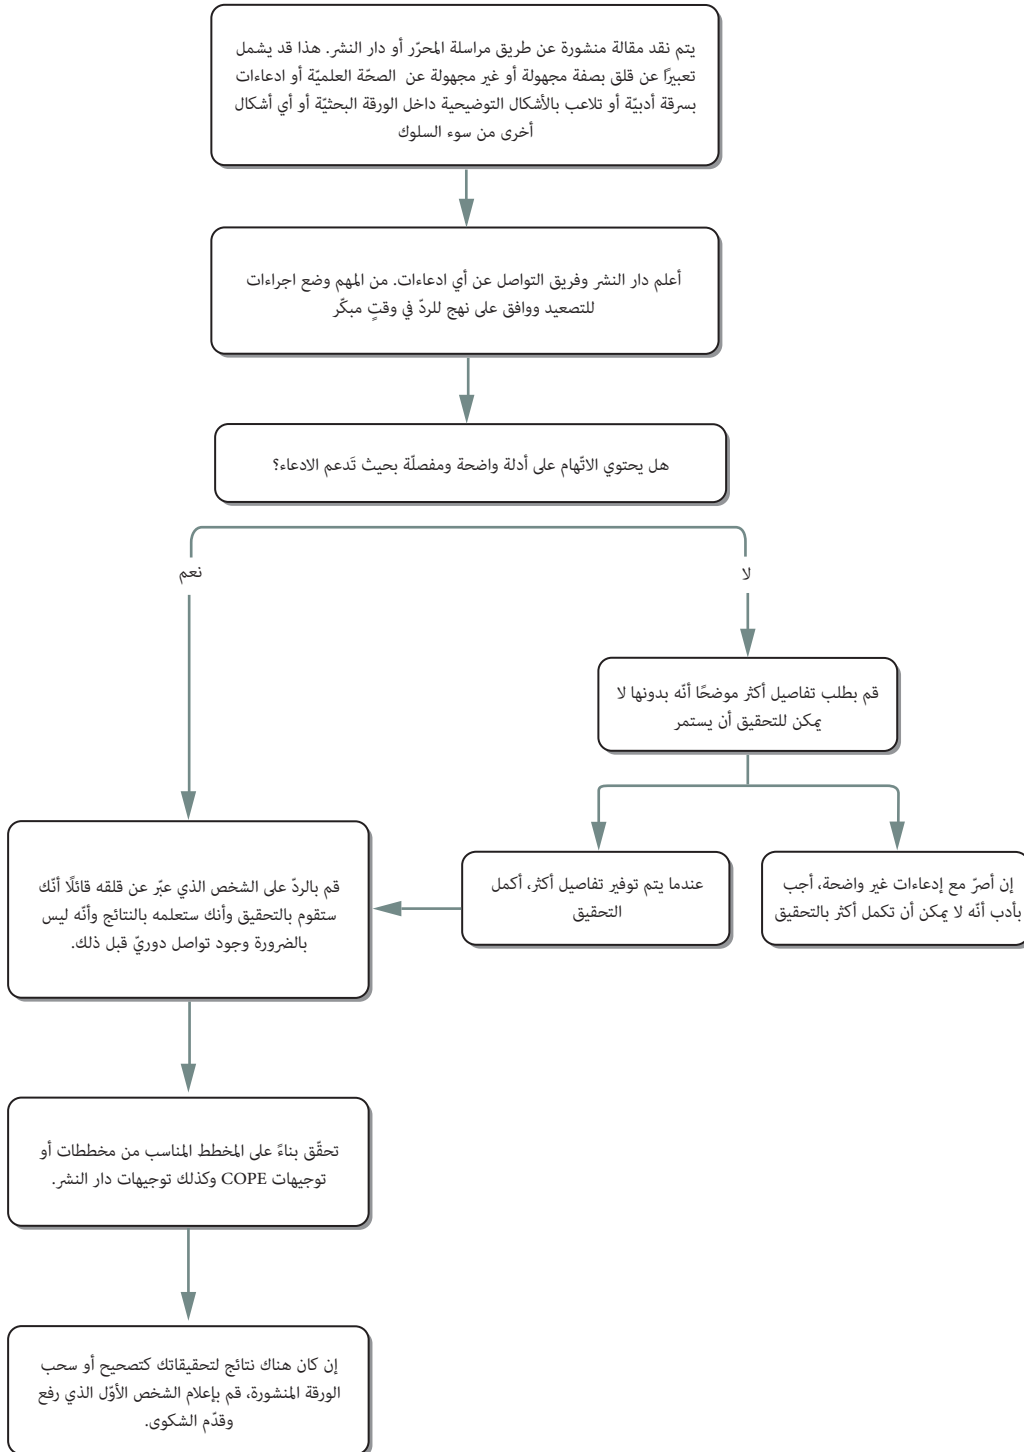 يتم نقد مقالة منشورة عن طريق مراسلة المحرّر أو دار النشر. هذا قد يشمل
تعبيرًا عن قلق بصفة مجهولة أو غير مجهولة عن الصحّة العلميّة أو ادعاءات
بسرقة أدبيّة أو تلاعب بالأشكال التوضيحية داخل الورقة البحثيّة أو أي أشكال
أخرى من سوء السلوك
أعلم دار النشر وفريق التواصل عن أي ادعاءات. من المهم وضع اجراءات
للتصعيد ووافق على نهج للردّ في وقتٍ مبكّر
هل يحتوي الاتّهام على أدلة واضحة ومفصلّة بحيث تَدعم الادعاء؟
لا
نعم
قم بطلب تفاصيل أكثر موضحًا أنّه بدونها لا
يمكن للتحقيق أن يستمر
إن أصرّ مع إدعاءات غير واضحة، أجب
بأدب أنّه لا يمكن أن تكمل أكثر بالتحقيق
عندما يتم توفير تفاصيل أكثر، أكمل
التحقيق
قم بالردّ على الشخص الذي عبّر عن قلقه قائلًا أنّك
ستقوم بالتحقيق وأنك ستعلمه بالنتائج وأنّه ليس
بالضرورة وجود تواصل دوريّ قبل ذلك.
تحقّق بناءً على المخطط المناسب من مخططات أو
توجيهات COPE وكذلك توجيهات دار النشر.
إن كان هناك نتائج لتحقيقاتك كتصحيح أو سحب
الورقة المنشورة، قم بإعلام الشخص الأوّل الذي رفع
وقدّم الشكوى.